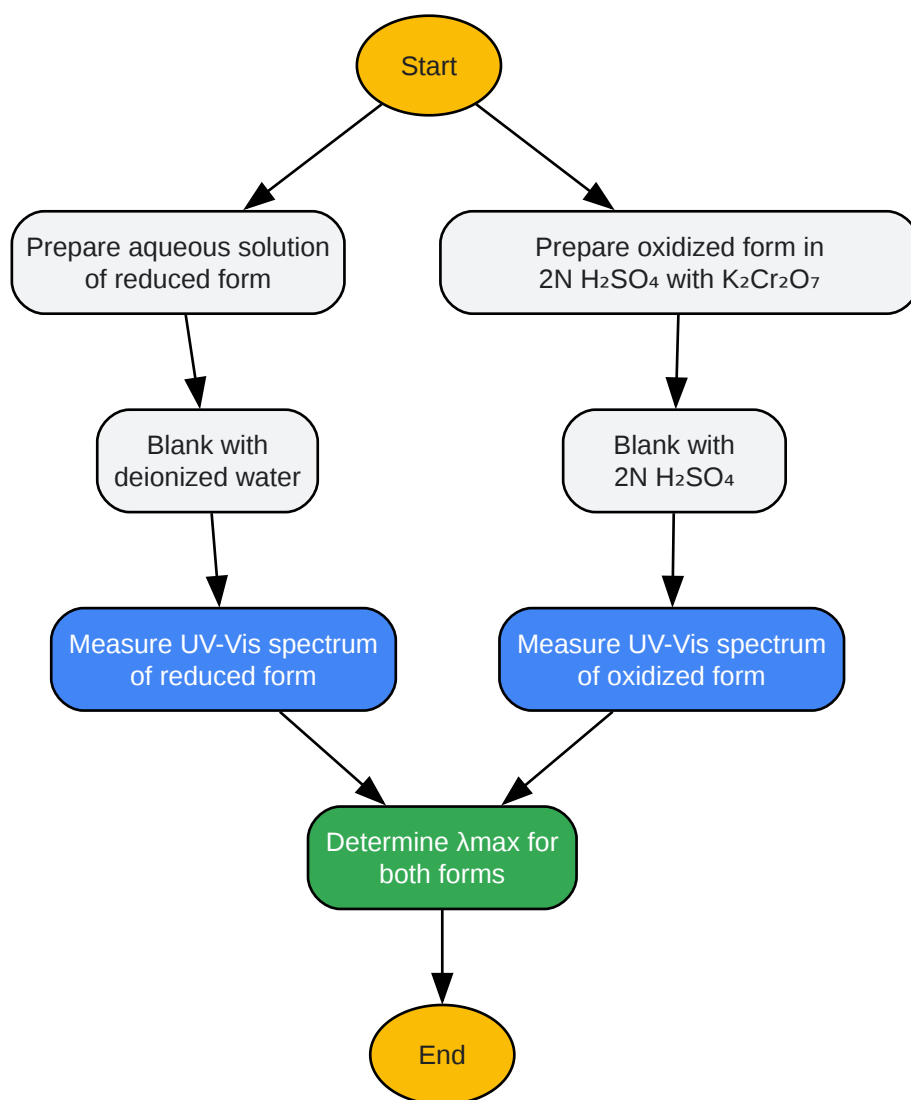 Start
Prepare aqueous solution
of reduced form
Prepare oxidized form in
2N H₂SO₄ with K₂Cr₂O₇
Blank with
deionized water
Blank with
2N H₂SO₄
Measure UV-Vis spectrum
of reduced form
Measure UV-Vis spectrum
of oxidized form
Determine λmax for
both forms
End